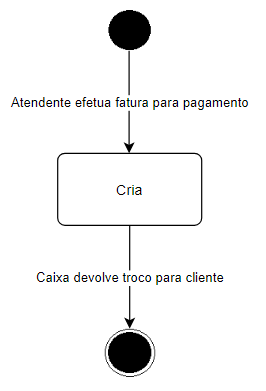 Atendente efetua fatura para pagamento
Cria
Caixa devolve troco para cliente